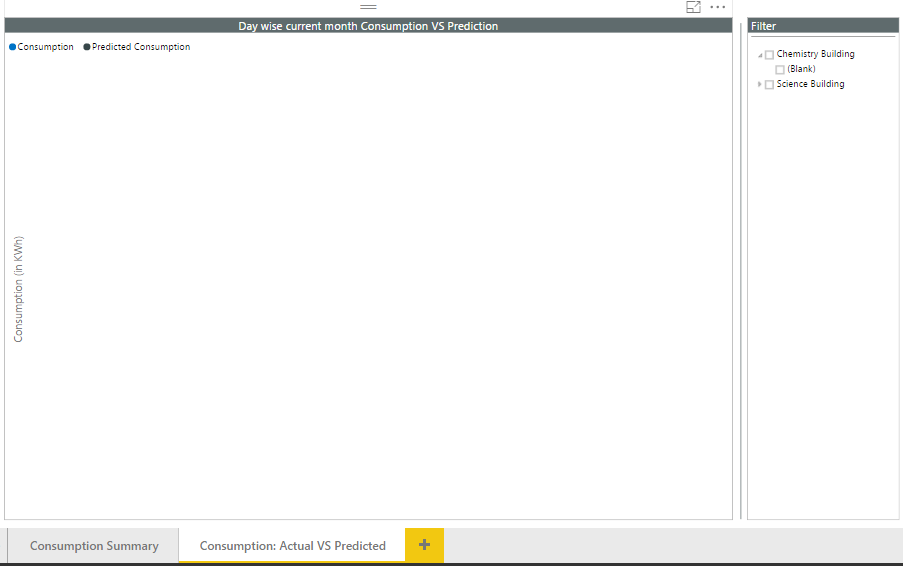 Day wise current month Consumption VS Prediction
Consumption
Predicted Consumption
Consumption (in KWh)
Filter
Chemistry Building
(Blank)
Science Building
Consumption Summary
Consumption: Actual VS Predicted
+